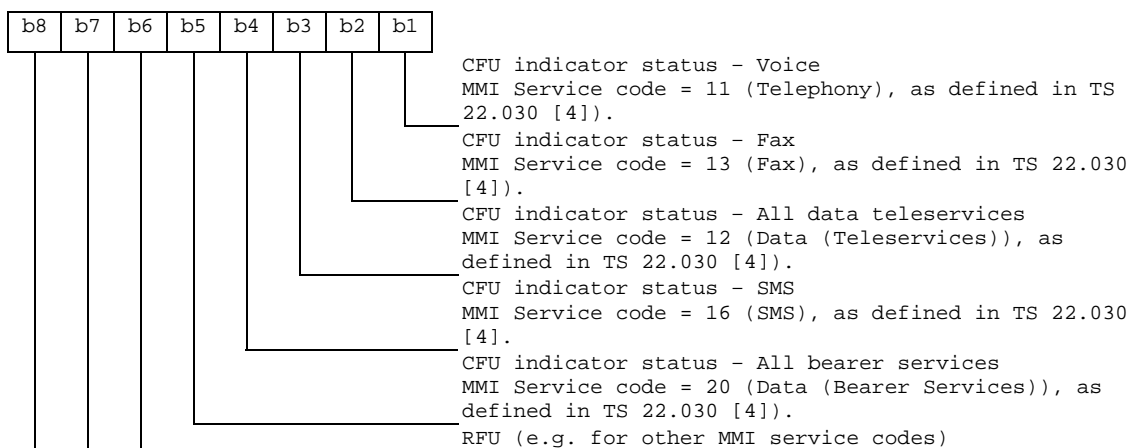 b8 b7 b6 b5 b4 b3 b2 b1
CFU indicator status – Voice
MMI Service code = 11 (Telephony), as defined in TS
22.030 [4]).
CFU indicator status – Fax
MMI Service code = 13 (Fax), as defined in TS 22.030
[4]).
CFU indicator status – All data teleservices
MMI Service code = 12 (Data (Teleservices)), as
defined in TS 22.030 [4]).
CFU indicator status – SMS
MMI Service code = 16 (SMS), as defined in TS 22.030
[4].
CFU indicator status – All bearer services
MMI Service code = 20 (Data (Bearer Services)), as
defined in TS 22.030 [4]).
RFU (e.g. for other MMI service codes)